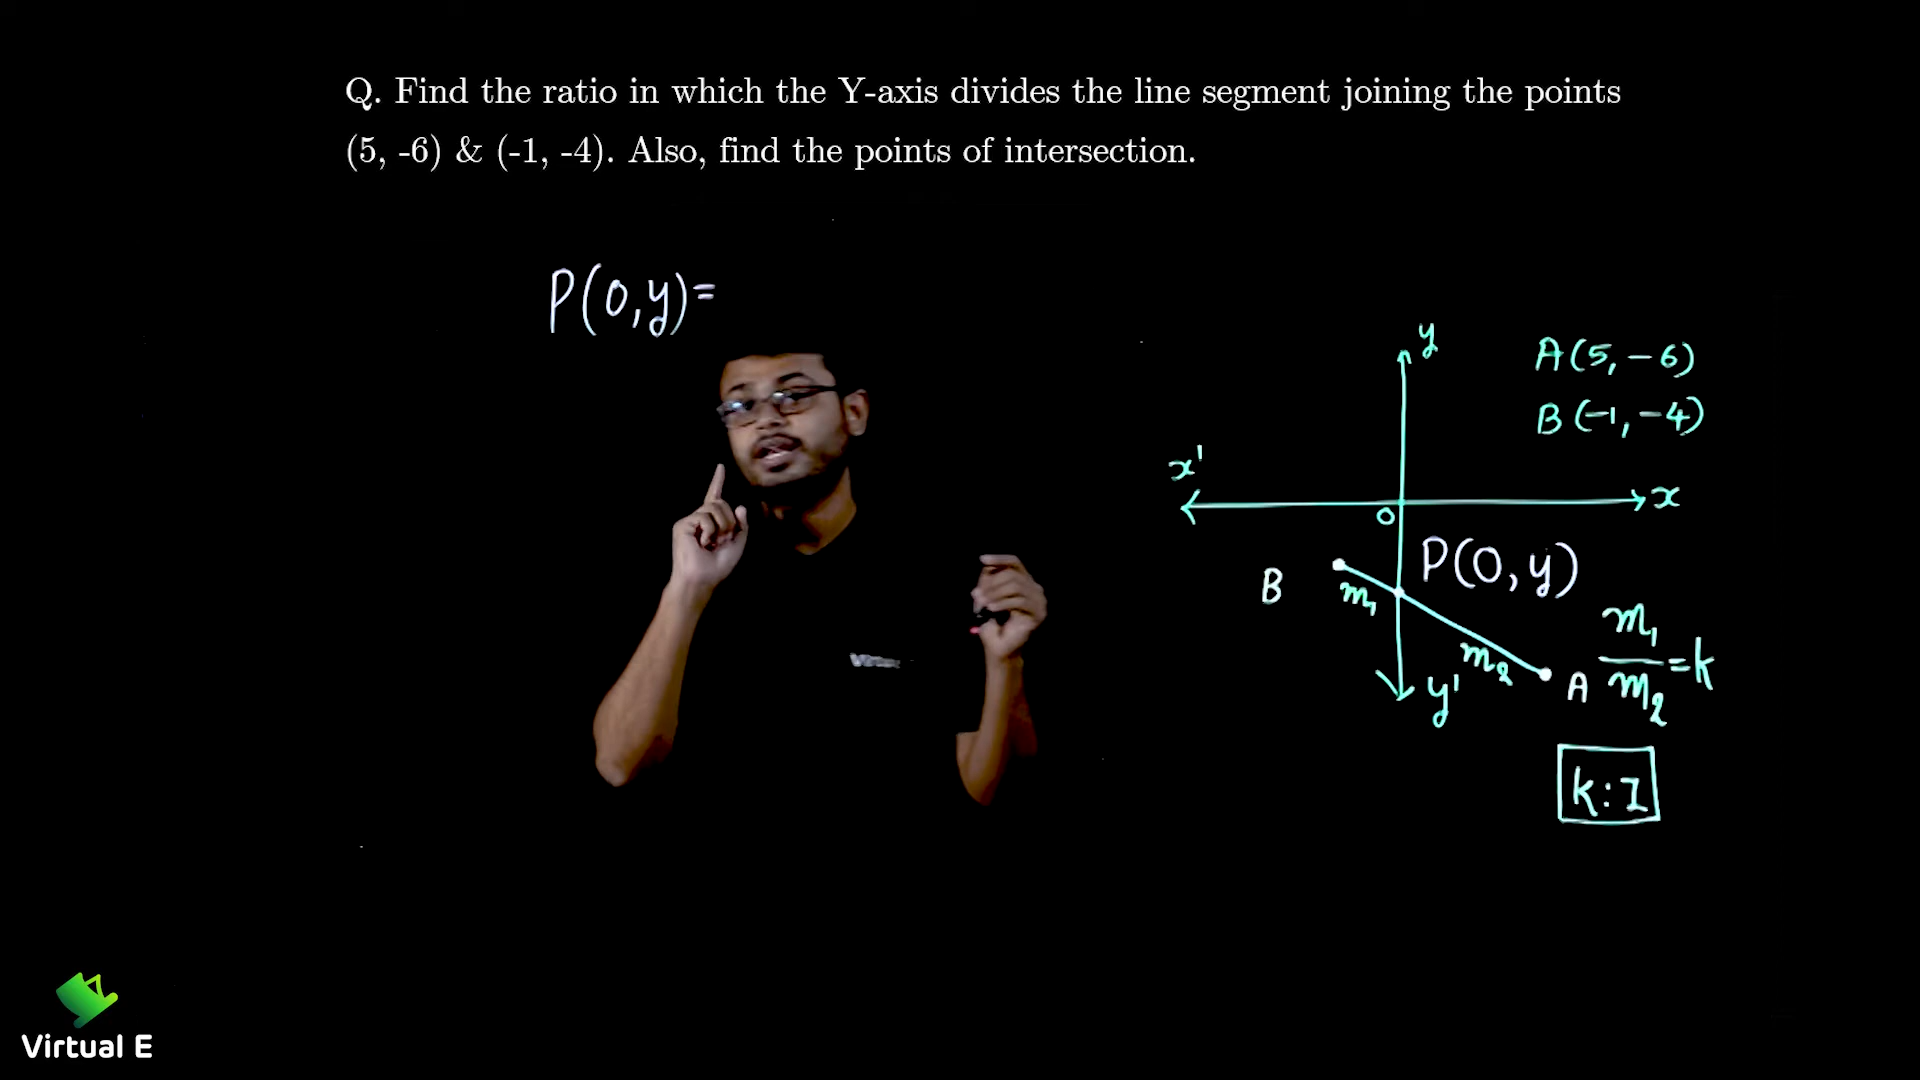 Q. Find the ratio in which the Y-axis divides the line segment joining the points
(5, -6) & (-1, -4). Also, find the points of intersection.
P(0,y)=
y
A(5,-6)
B(-1,-4)
x'
x
0
P(0,y)
B
m₁
m₂
A
m₁/m₂=k
y'
k:1
Virtual E